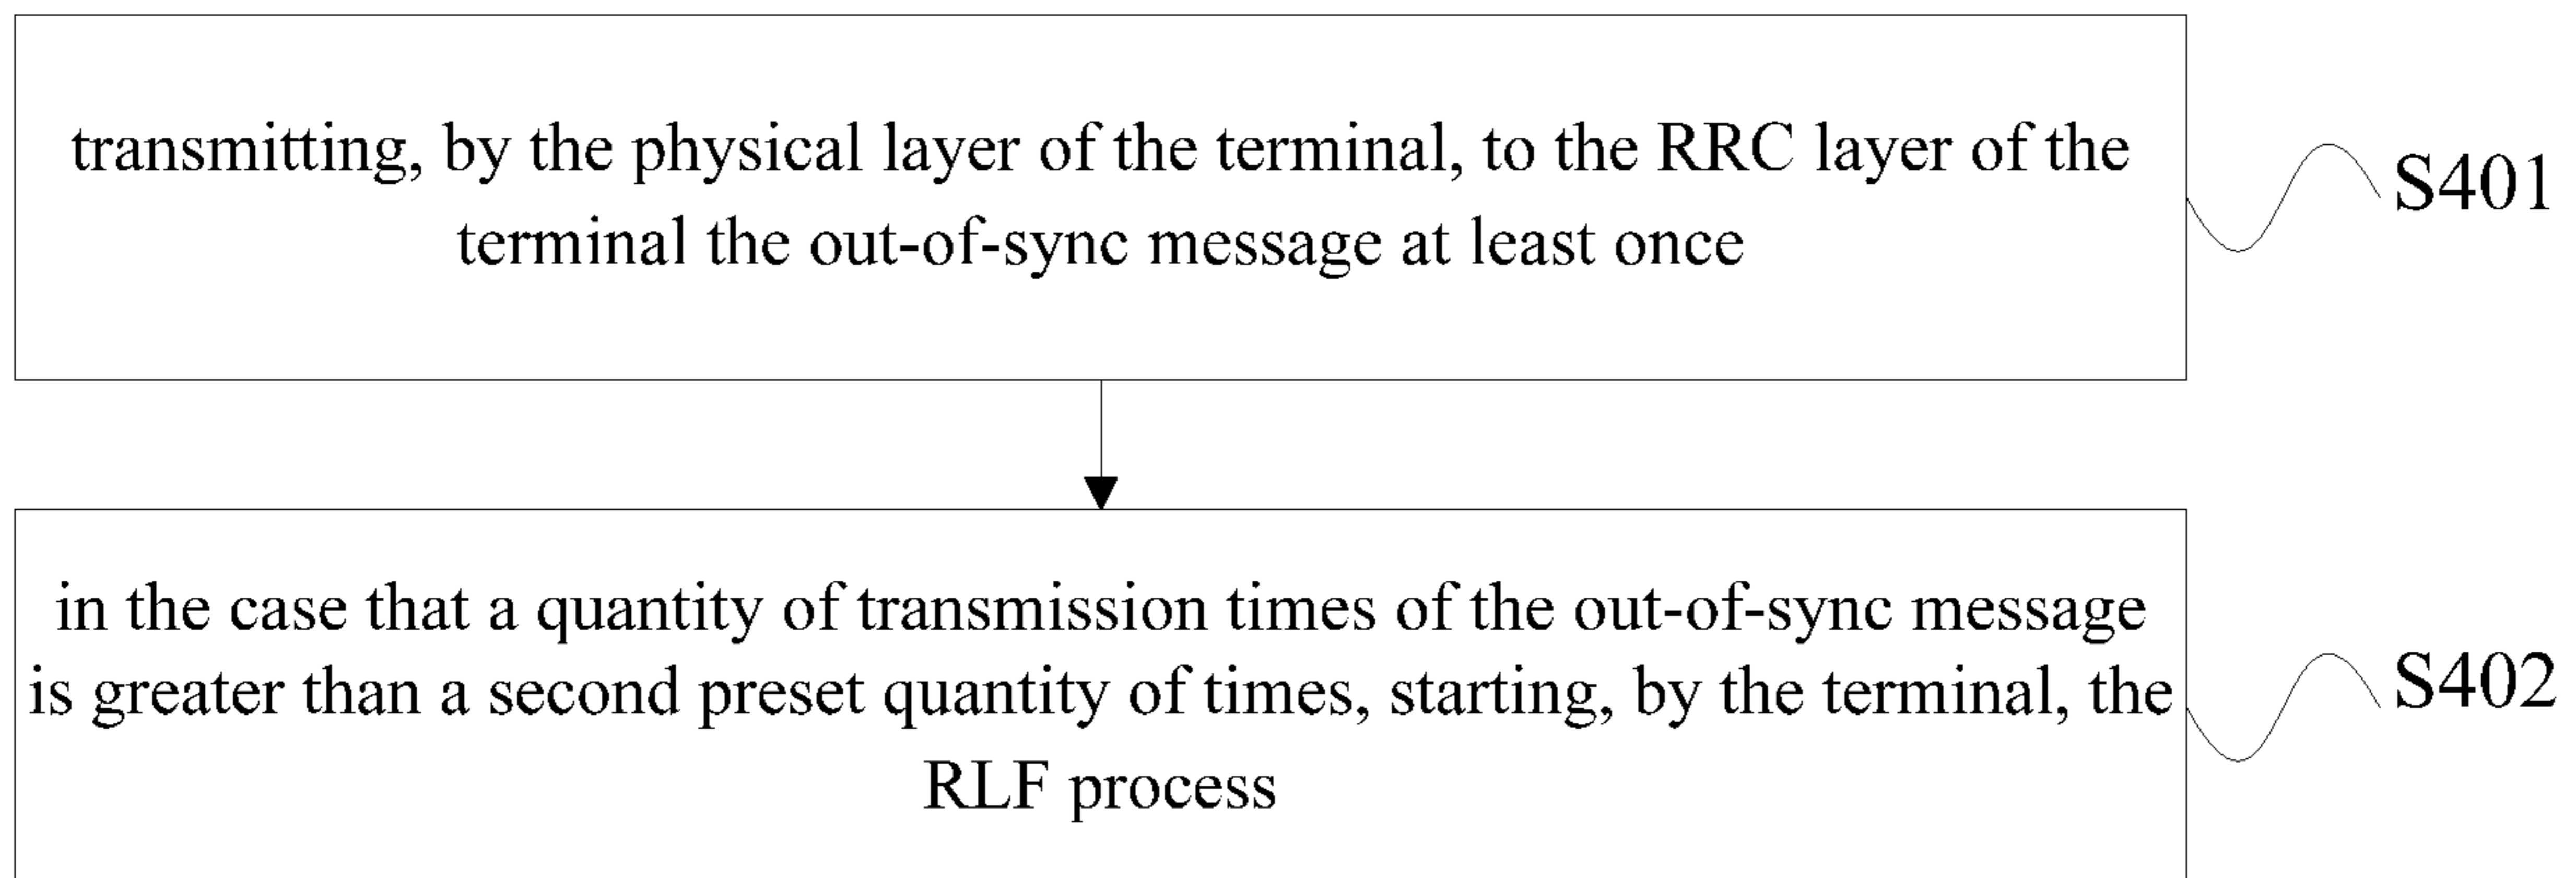 transmitting, by the physical layer of the terminal, to the RRC layer of the
terminal the out-of-sync message at least once
S401
in the case that a quantity of transmission times of the out-of-sync message
is greater than a second preset quantity of times, starting, by the terminal, the
RLF process
S402